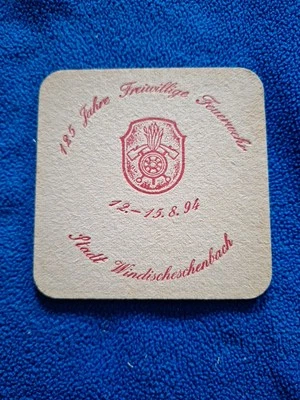 125 Jahre Freiwillige Feuerwehr
12.-15.8.94
Stadt Windischeschenbach